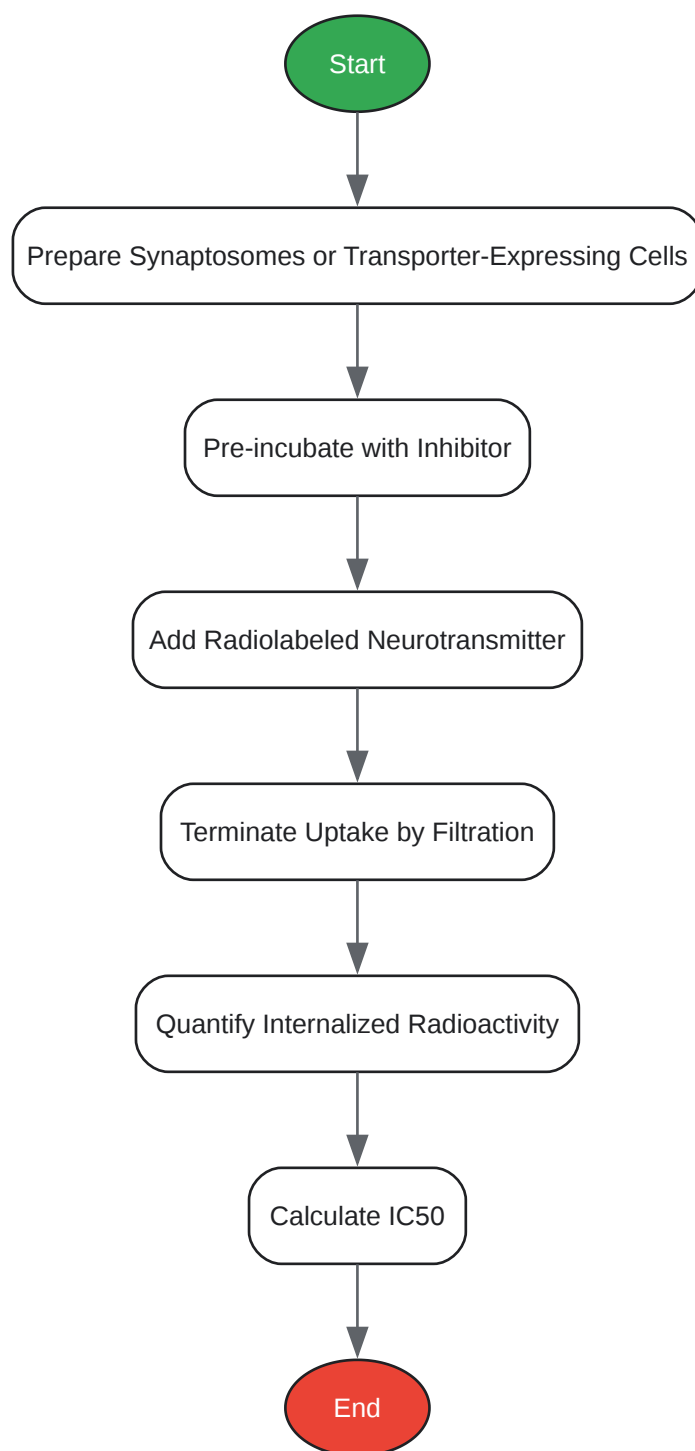 Start
Prepare Synaptosomes or Transporter-Expressing Cells
Pre-incubate with Inhibitor
Add Radiolabeled Neurotransmitter
Terminate Uptake by Filtration
Quantify Internalized Radioactivity
Calculate IC50
End